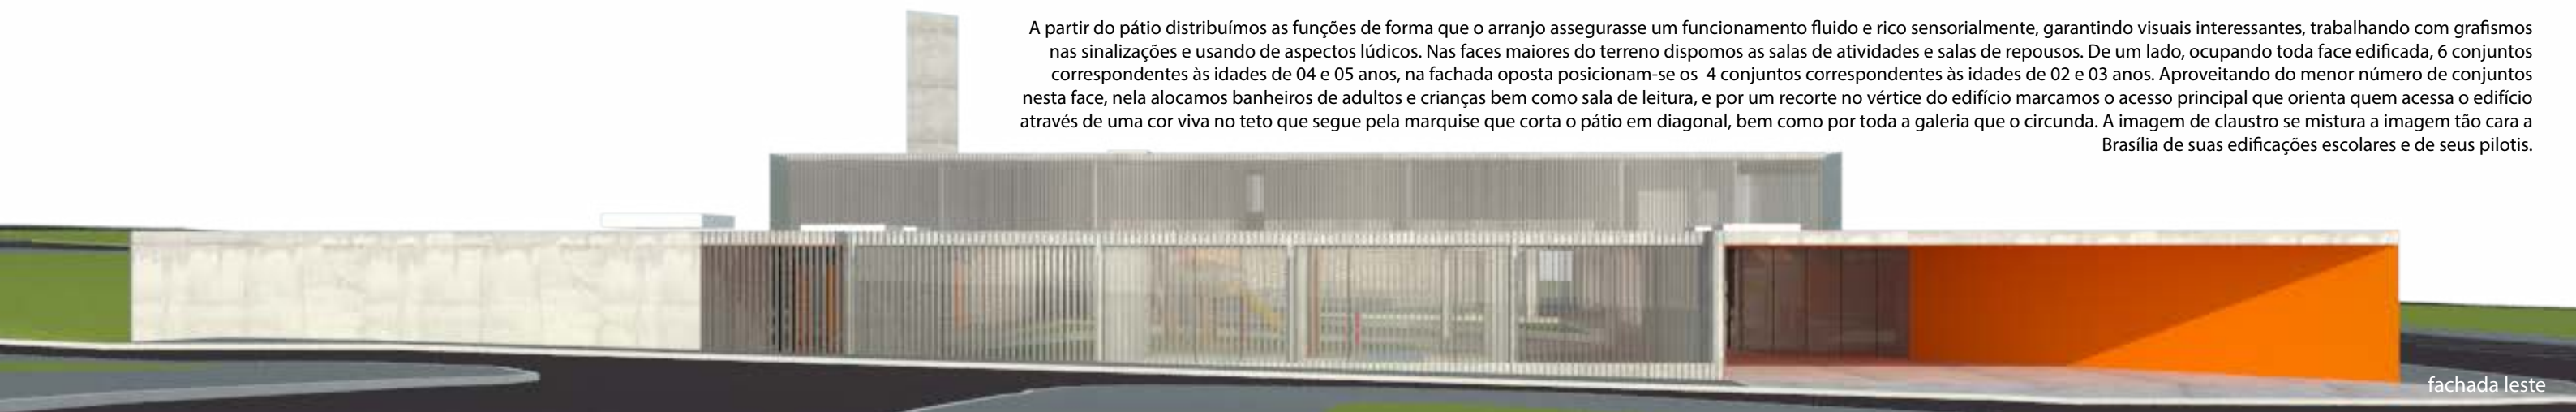 A partir do pátio distribuímos as funções de forma que o arranjo assegurasse um funcionamento fluido e rico sensorialmente, garantindo visuais interessantes, trabalhando com grafismos
nas sinalizações e usando de aspectos lúdicos. Nas faces maiores do terreno dispomos as salas de atividades e salas de repousos. De um lado, ocupando toda face edificada, 6 conjuntos
correspondentes às idades de 04 e 05 anos, na fachada oposta posicionam-se os 4 conjuntos correspondentes às idades de 02 e 03 anos. Aproveitando do menor número de conjuntos
nesta face, nela alocamos banheiros de adultos e crianças bem como sala de leitura, e por um recorte no vértice do edifício marcamos o acesso principal que orienta quem acessa o edifício
através de uma cor viva no teto que segue pela marquise que corta o pátio em diagonal, bem como por toda a galeria que o circunda. A imagem de claustro se mistura a imagem tão cara a
Brasília de suas edificações escolares e de seus pilotis.
fachada leste